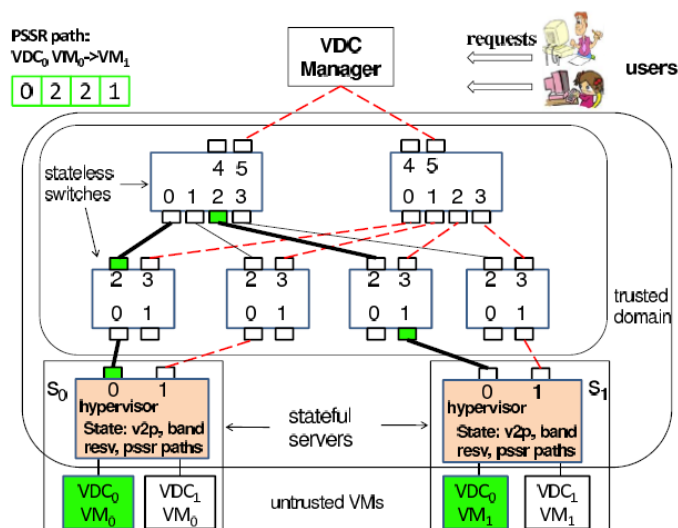 PSSR path:
VDC0 VM0->VM1
0 2 2 1
VDC
Manager
requests
users
stateless
switches
4 5
0 1 2 3
4 5
0 1 2 3
2 3
0 1
2 3
0 1
2 3
0 1
2 3
0 1
trusted
domain
S0
0 1
hypervisor
State: v2p, band
resv, pssr paths
stateful
servers
S1
0 1
hypervisor
State: v2p, band
resv, pssr paths
VDC0
VM0
VDC1
VM0
untrusted VMs
VDC0
VM1
VDC1
VM1